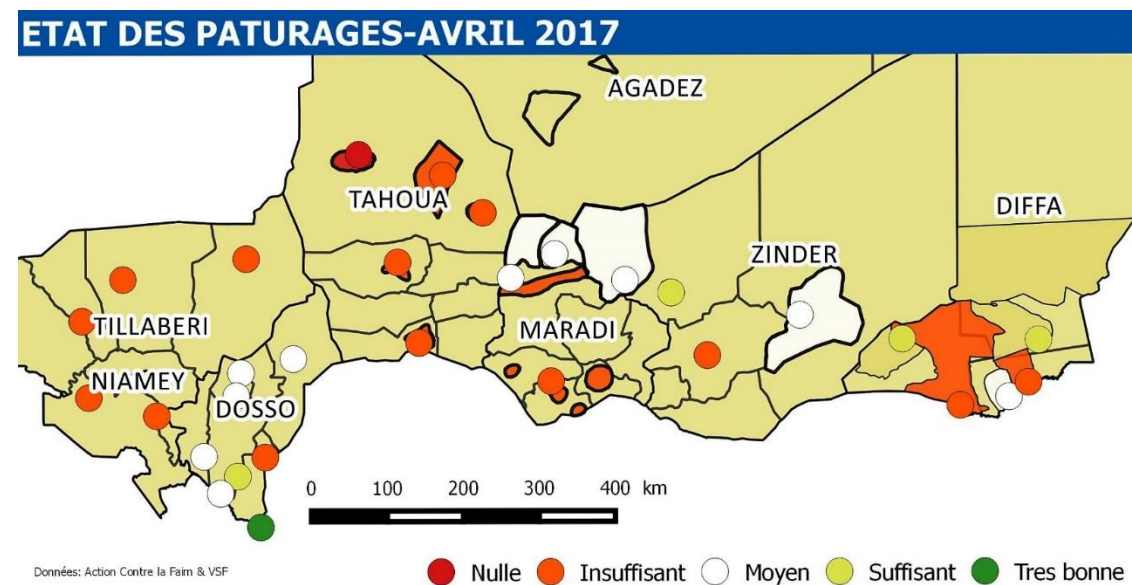 ETAT DES PATURAGES-AVRIL 2017
AGADEZ
TAHOUA
DIFFA
ZINDER
TILLABERI
MARADI
NIAMEY
DOSSO
0 100 200 300 400 km
Données: Action Contre la Faim & VSF
Nulle Insuffisant Moyen Suffisant Tres bonne